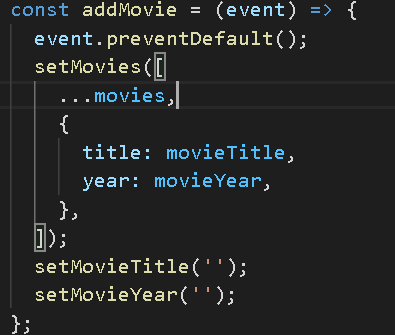 const addMovie = (event) => {
  event.preventDefault();
  setMovies([
    ...movies,
    {
      title: movieTitle,
      year: movieYear,
    },
  ]);
  setMovieTitle('');
  setMovieYear('');
};